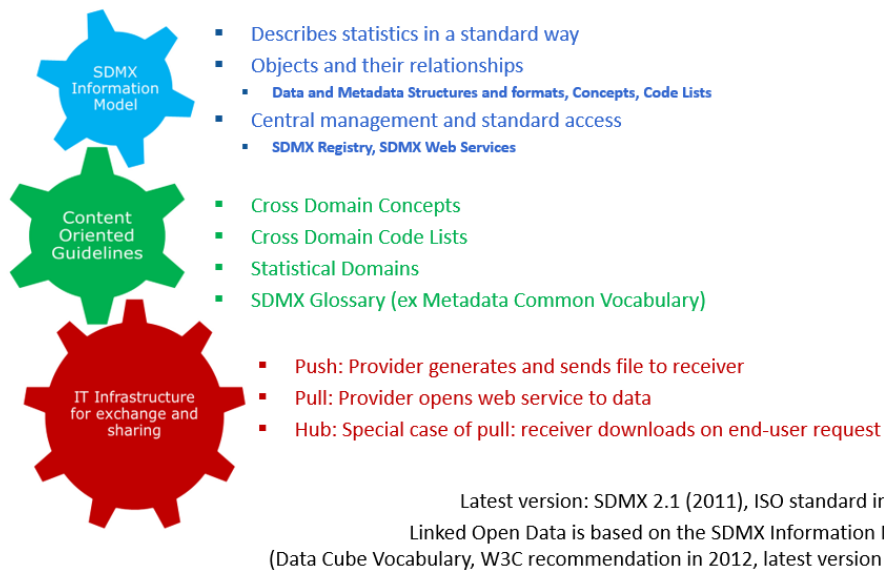 SDMX
Information
Model
Describes statistics in a standard way
Objects and their relationships
Data and Metadata Structures and formats, Concepts, Code Lists
Central management and standard access
SDMX Registry, SDMX Web Services
Content
Oriented
Guidelines
Cross Domain Concepts
Cross Domain Code Lists
Statistical Domains
SDMX Glossary (ex Metadata Common Vocabulary)
IT Infrastructure
for exchange and
sharing
Push: Provider generates and sends file to receiver
Pull: Provider opens web service to data
Hub: Special case of pull: receiver downloads on end-user request
Latest version: SDMX 2.1 (2011), ISO standard in
Linked Open Data is based on the SDMX Information
(Data Cube Vocabulary, W3C recommendation in 2012, latest version